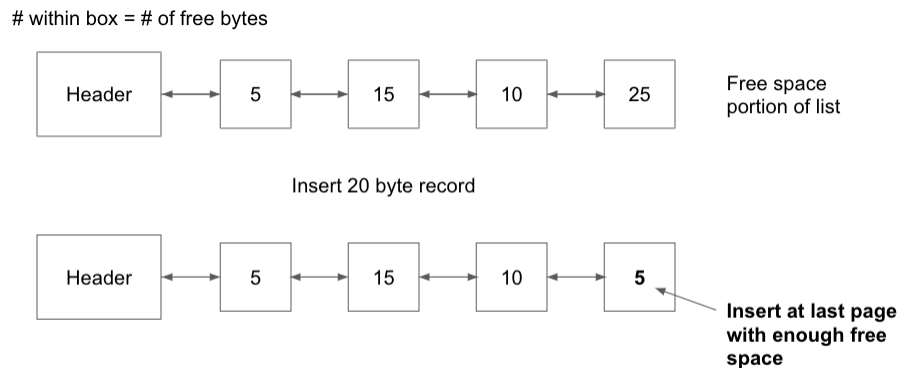 # within box = # of free bytes
Header
5
15
10
25
Free space
portion of list
Insert 20 byte record
Header
5
15
10
5
Insert at last page
with enough free
space